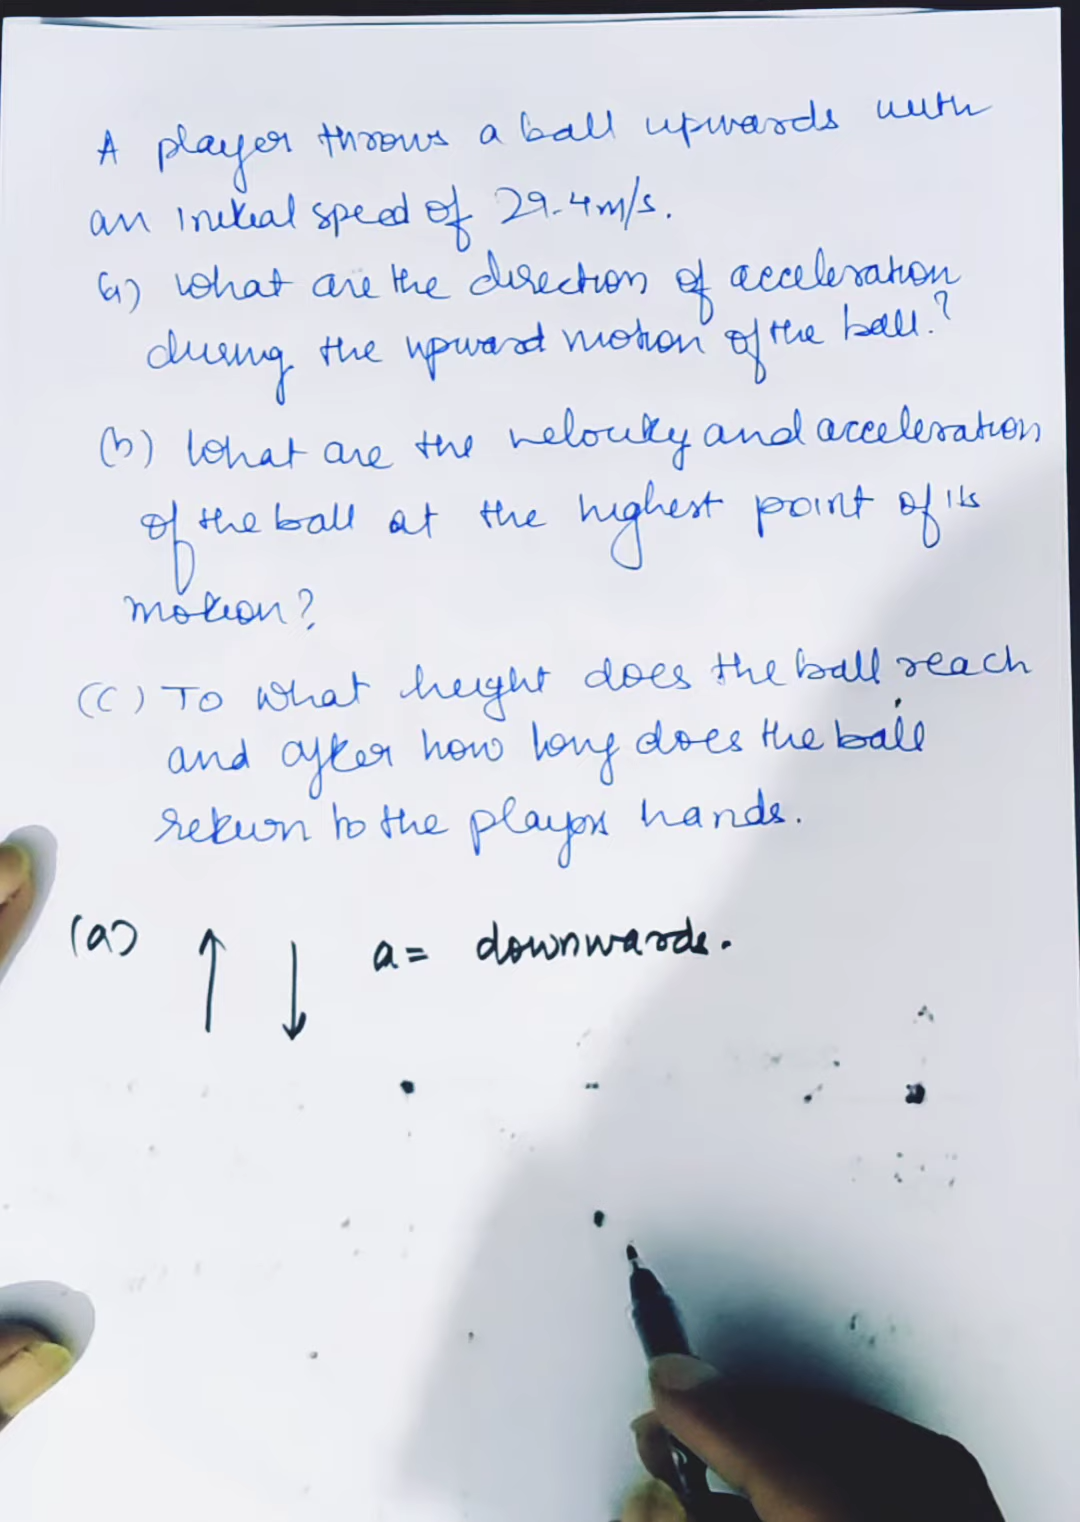 A player throws a ball upwards with
an initial speed of 29.4m/s.
(a) what are the direction of acceleration
during the upward motion of the ball.?
(b) What are the velocity and acceleration
of the ball at the highest point of its
motion?
(c) To what height does the ball reach
and after how long does the ball
return to the players hands.
(a) ↑ ↓ a = downwards.